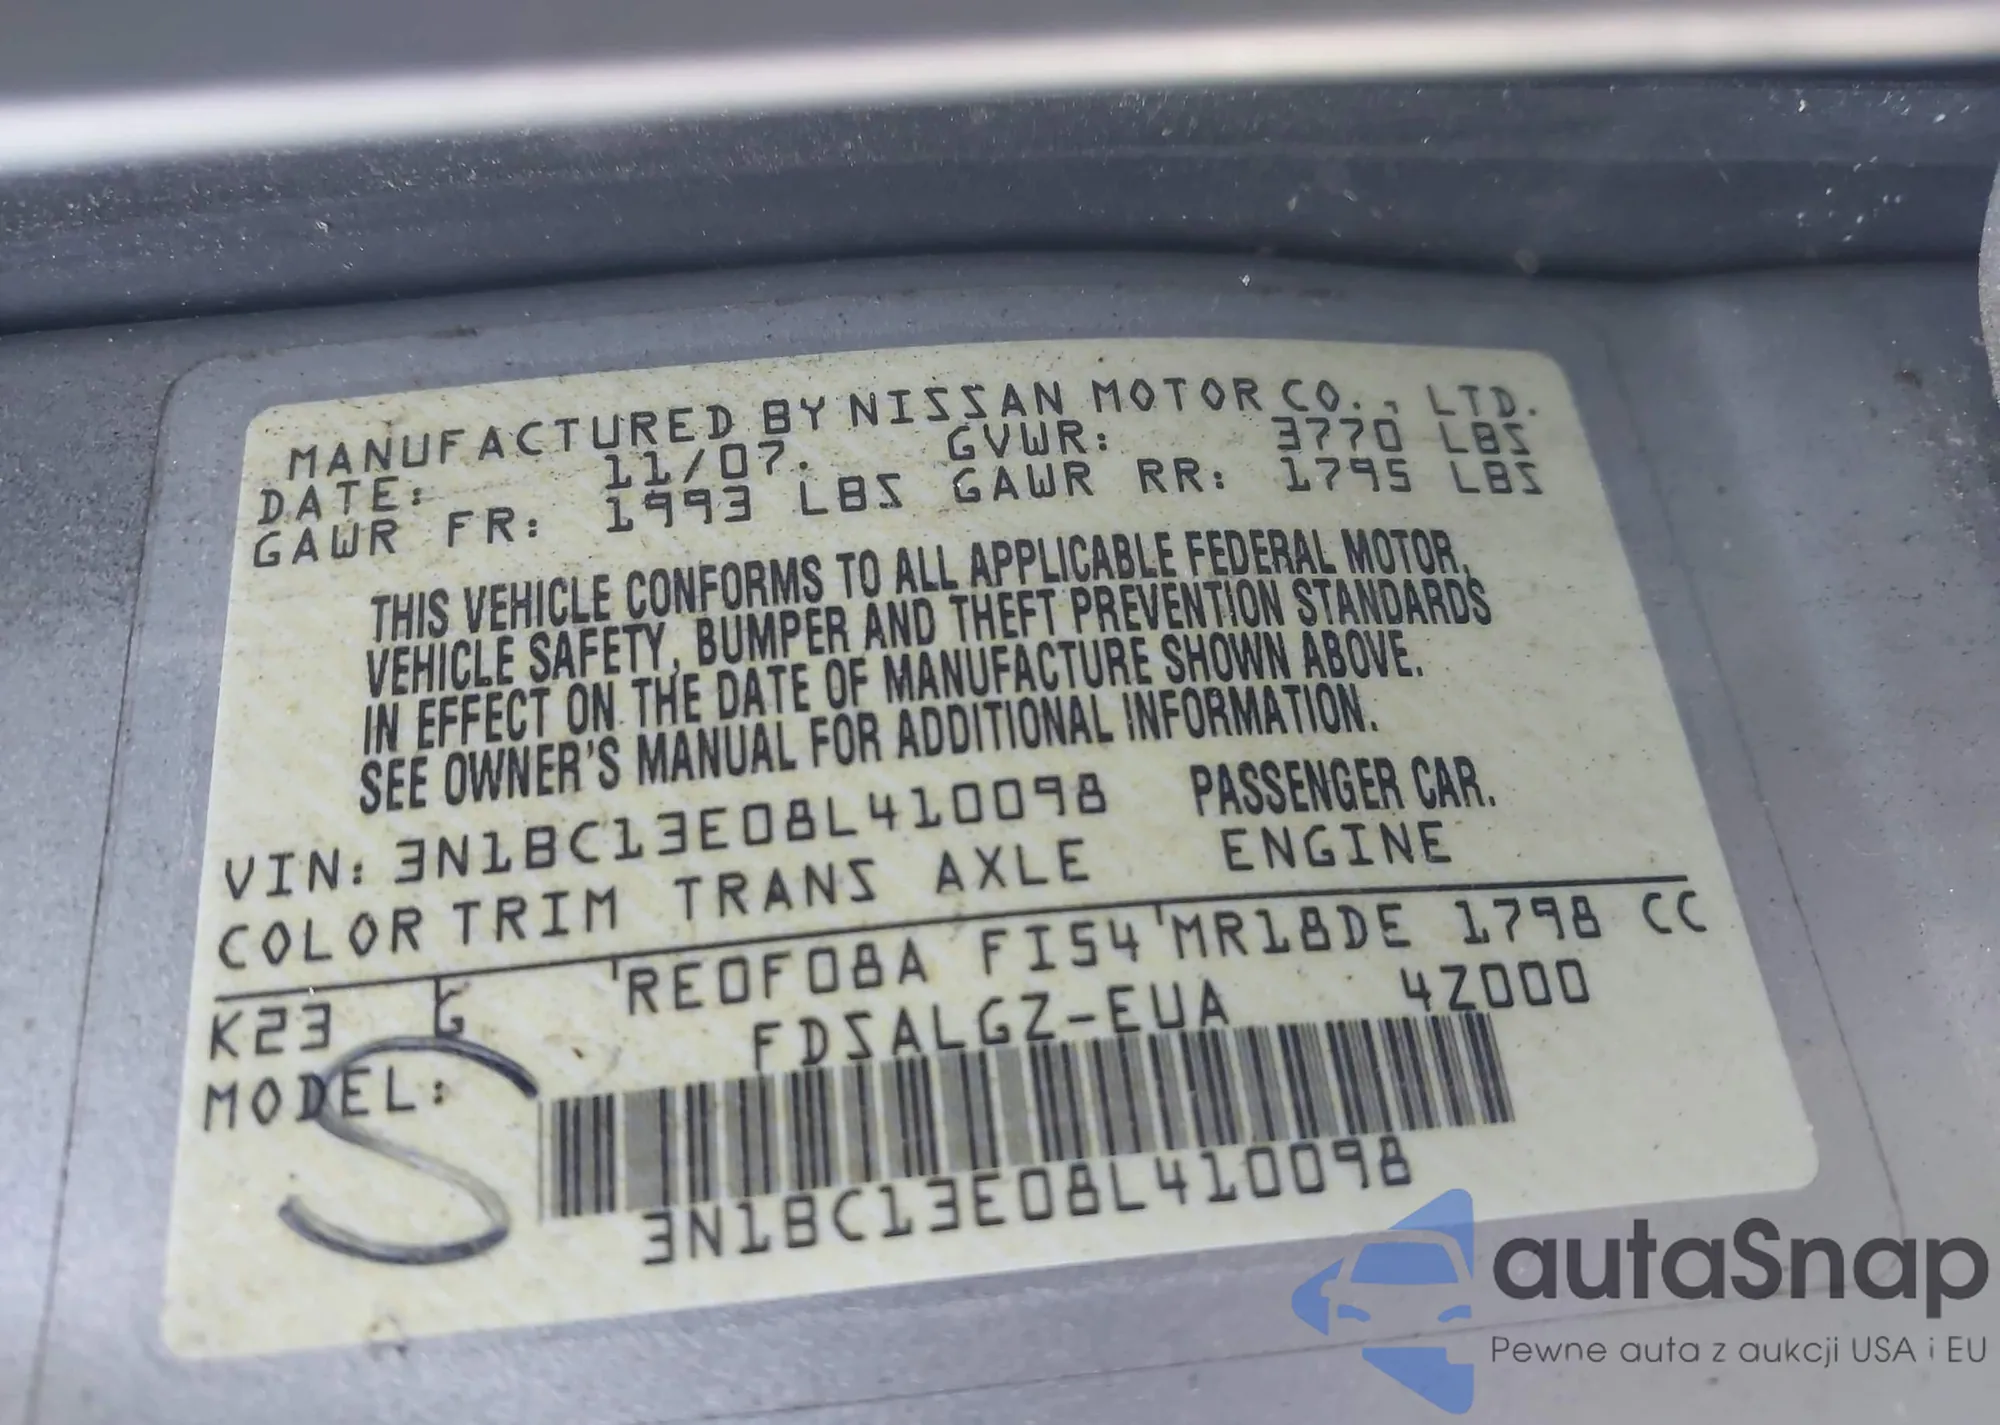 MANUFACTURED BY NISSAN MOTOR CO., LTD.
DATE: 11/07. GVWR: 3770 LBS
GAWR FR: 1993 LBS GAWR RR: 1795 LBS
THIS VEHICLE CONFORMS TO ALL APPLICABLE FEDERAL MOTOR
VEHICLE SAFETY, BUMPER AND THEFT PREVENTION STANDARDS
IN EFFECT ON THE DATE OF MANUFACTURE SHOWN ABOVE.
SEE OWNER'S MANUAL FOR ADDITIONAL INFORMATION.
VIN: 3N1BC13E08L410098 PASSENGER CAR.
COLOR TRIM TRANS AXLE ENGINE
K23 G RE0F08A FI54 MR18DE 1798 CC
MODEL: FDSALGZ-EUA 4Z000
S
3N1BC13E08L410098
autaSnap
Pewne auta z aukcji USA i EU